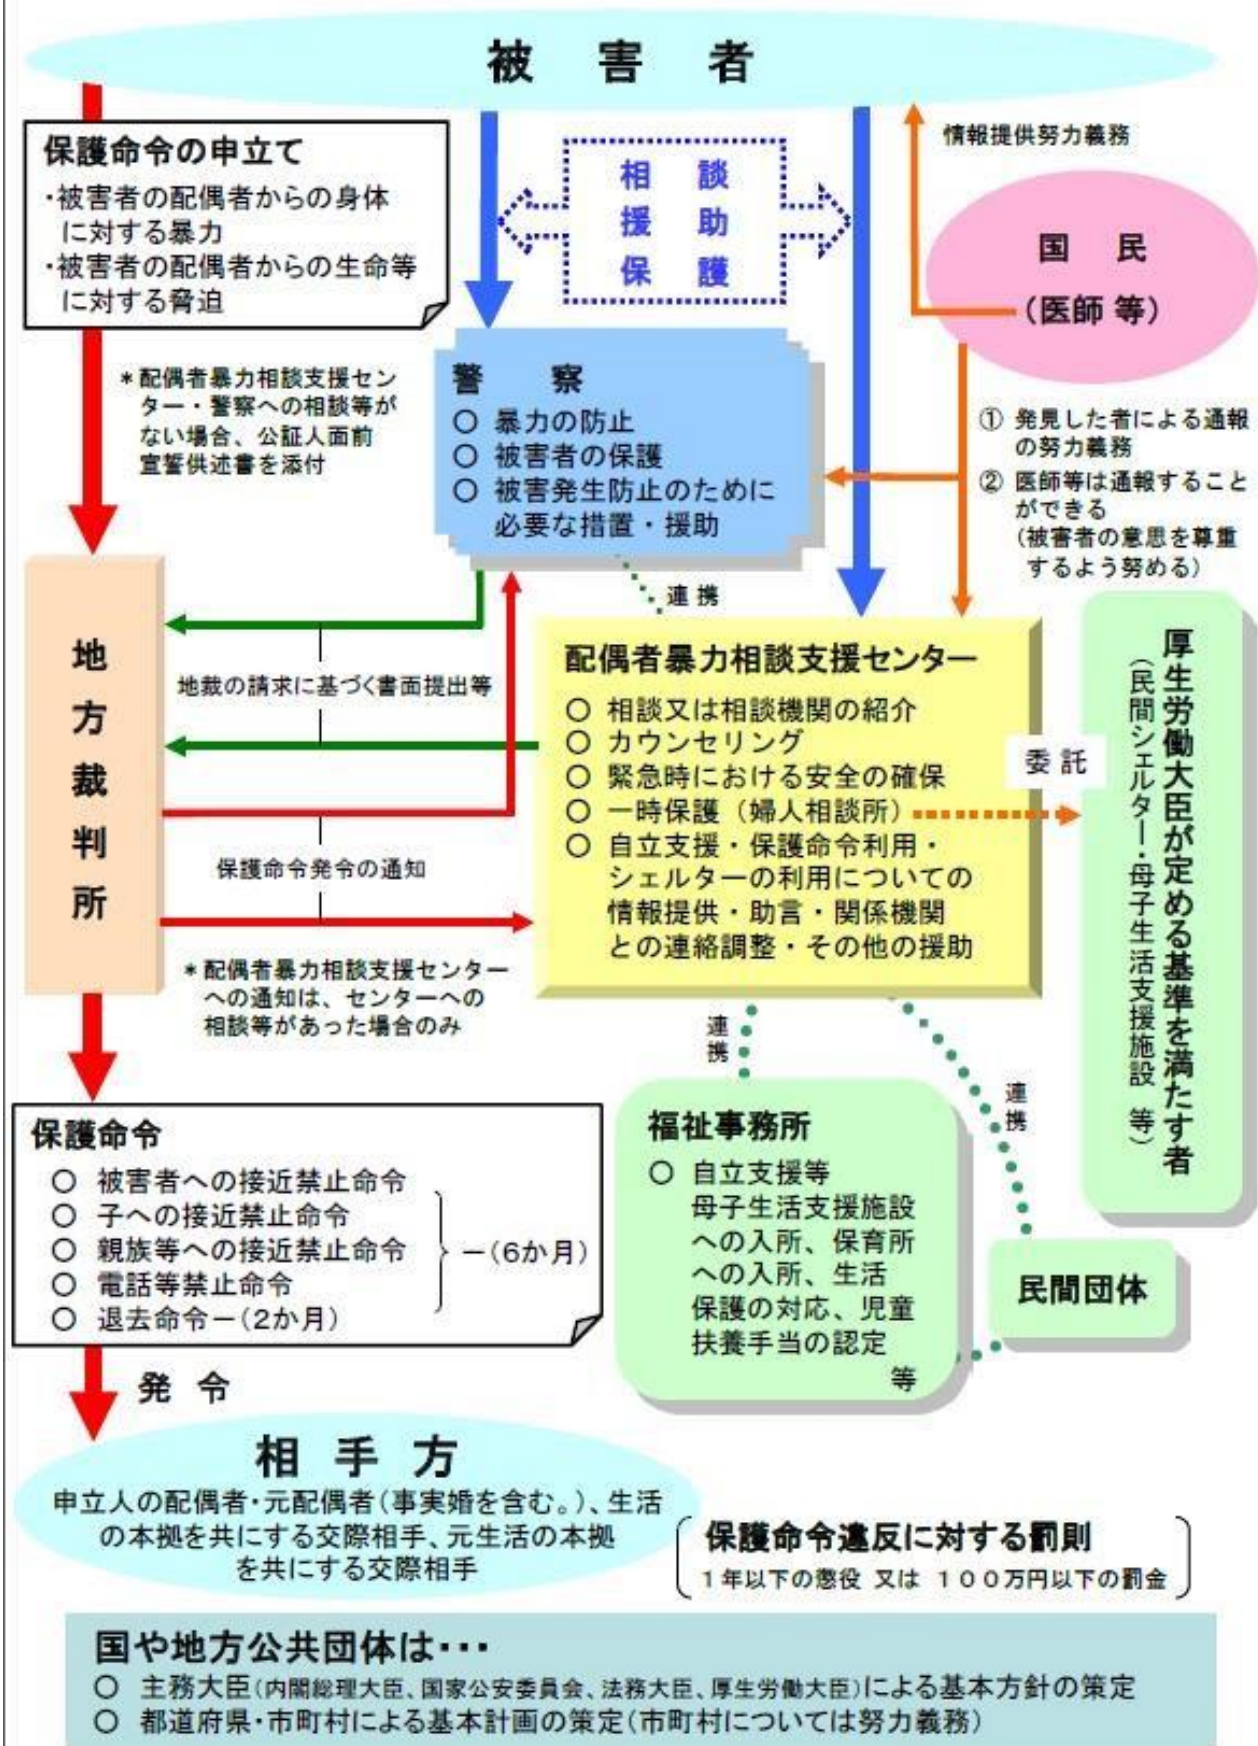 被害者
保護命令の申立て
・被害者の配偶者からの身体
に対する暴力
・被害者の配偶者からの生命等
に対する脅迫
相談
援助
保護
情報提供努力義務
国民
(医師 等)
*配偶者暴力相談支援セン
ター・警察への相談等が
ない場合、公証人面前
宣誓供述書を添付
警察
○ 暴力の防止
○ 被害者の保護
○ 被害発生防止のために
必要な措置・援助
① 発見した者による通報
の努力義務
② 医師等は通報すること
ができる
(被害者の意思を尊重
するよう努める)
連携
地方裁判所
地裁の請求に基づく書面提出等
保護命令発令の通知
*配偶者暴力相談支援センター
への通知は、センターへの
相談等があった場合のみ
配偶者暴力相談支援センター
○ 相談又は相談機関の紹介
○ カウンセリング
○ 緊急時における安全の確保
○ 一時保護(婦人相談所)
○ 自立支援・保護命令利用・
シェルターの利用についての
情報提供・助言・関係機関
との連絡調整・その他の援助
委託
厚生労働大臣が定める基準を満たす者
(民間シェルター・母子生活支援施設 等)
連携
連携
保護命令
○ 被害者への接近禁止命令
○ 子への接近禁止命令
○ 親族等への接近禁止命令
○ 電話等禁止命令
○ 退去命令-(2か月)
-(6か月)
福祉事務所
○ 自立支援等
母子生活支援施設
への入所、保育所
への入所、生活
保護の対応、児童
扶養手当の認定
等
民間団体
発令
相手方
申立人の配偶者・元配偶者(事実婚を含む。)、生活
の本拠を共にする交際相手、元生活の本拠
を共にする交際相手
保護命令違反に対する罰則
1年以下の懲役 又は 100万円以下の罰金
国や地方公共団体は・・・
○ 主務大臣(内閣総理大臣、国家公安委員会、法務大臣、厚生労働大臣)による基本方針の策定
○ 都道府県・市町村による基本計画の策定(市町村については努力義務)